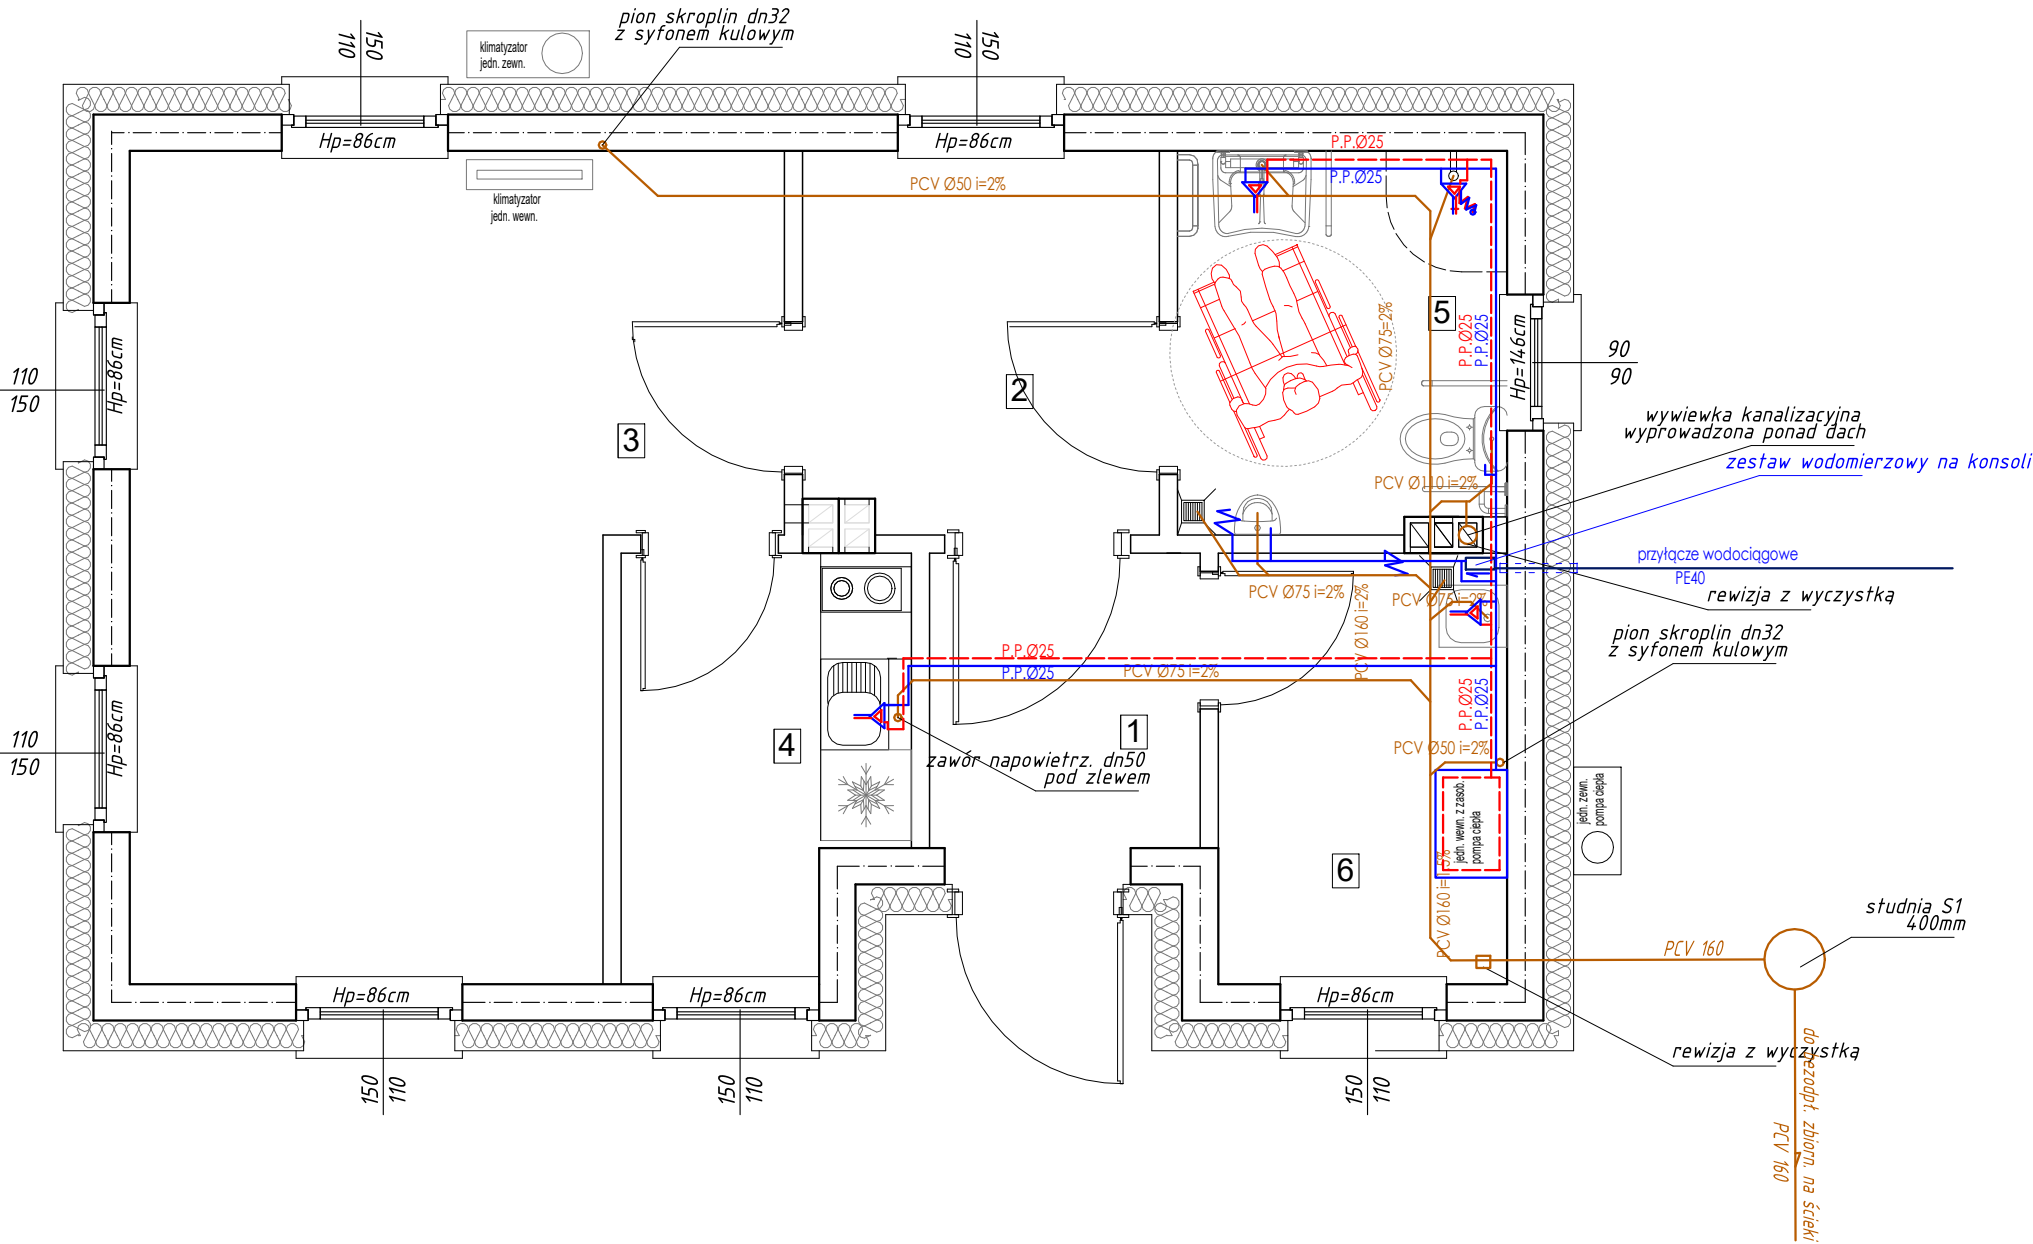 pion skroplin dn32
z syfonem kulowym
110
150
klimatyzator
jedn. zewn.
110
150
Hp=86cm
Hp=86cm
P.P.Ø25
P.P.Ø25
PCV Ø50 i=2%
klimatyzator
jedn. wewn.
110
150
Hp=86cm
3
2
5
PCV Ø75=2%
P.P.Ø25
P.P.Ø25
Hp=146cm
90
90
wywiewka kanalizacyjna
wyprowadzona ponad dach
zestaw wodomierzowy na konsoli
PCV Ø110 i=2%
przyłącze wodociągowe
PE40
rewizja z wyczystką
PCV Ø75 i=2%
PCV Ø160 i=2%
PCV Ø75 i=2%
pion skroplin dn32
z syfonem kulowym
P.P.Ø25
P.P.Ø25
PCV Ø75 i=2%
P.P.Ø25
P.P.Ø25
110
150
Hp=86cm
4
1
zawór napowietrz. dn50
pod zlewem
PCV Ø50 i=2%
jedn. wewn. z zasob.
pompa ciepła
jedn. zewn.
pompa ciepła
6
PCV Ø160 i=1,5%
studnia S1
400mm
PCV 160
Hp=86cm
Hp=86cm
Hp=86cm
rewizja z wyczystką
150
110
150
110
150
110
do bezodpł. zbiorn. na ścieki
PCV 160